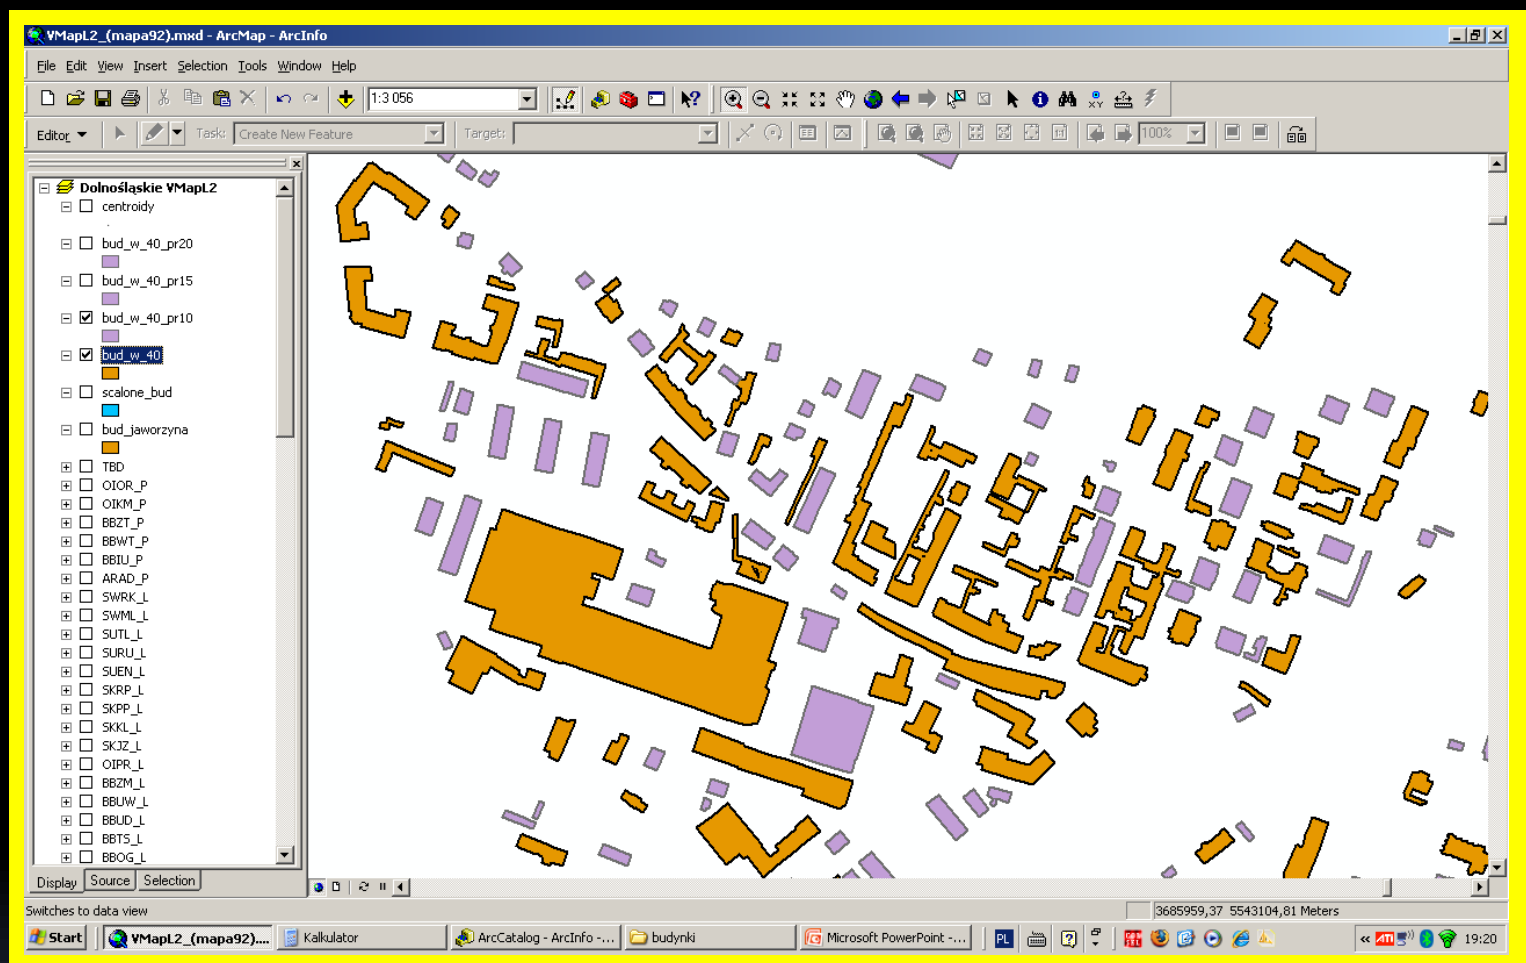 VMapL2_(mapa92).mxd - ArcMap - ArcInfo
File Edit View Insert Selection Tools Window Help
1:3 056
Editor Task: Create New Feature Target: 100%
Dolnośląskie VMapL2
centroidy
bud_w_40_pr20
bud_w_40_pr15
bud_w_40_pr10
bud_w_40
scalone_bud
bud_jaworzyna
TBD
OIOR_P
OIKM_P
BBZT_P
BBWT_P
BBIU_P
ARAD_P
SWRK_L
SWML_L
SUTL_L
SURU_L
SUEN_L
SKRP_L
SKPP_L
SKKL_L
SKJZ_L
OIPR_L
BBZM_L
BBUW_L
BBUD_L
BBTS_L
BBOG_L
Display Source Selection
Switches to data view
3685959,37 5543104,81 Meters
Start VMapL2_(mapa92).... Kalkulator ArcCatalog - ArcInfo -... budynki Microsoft PowerPoint -... PL « ATI 19:20